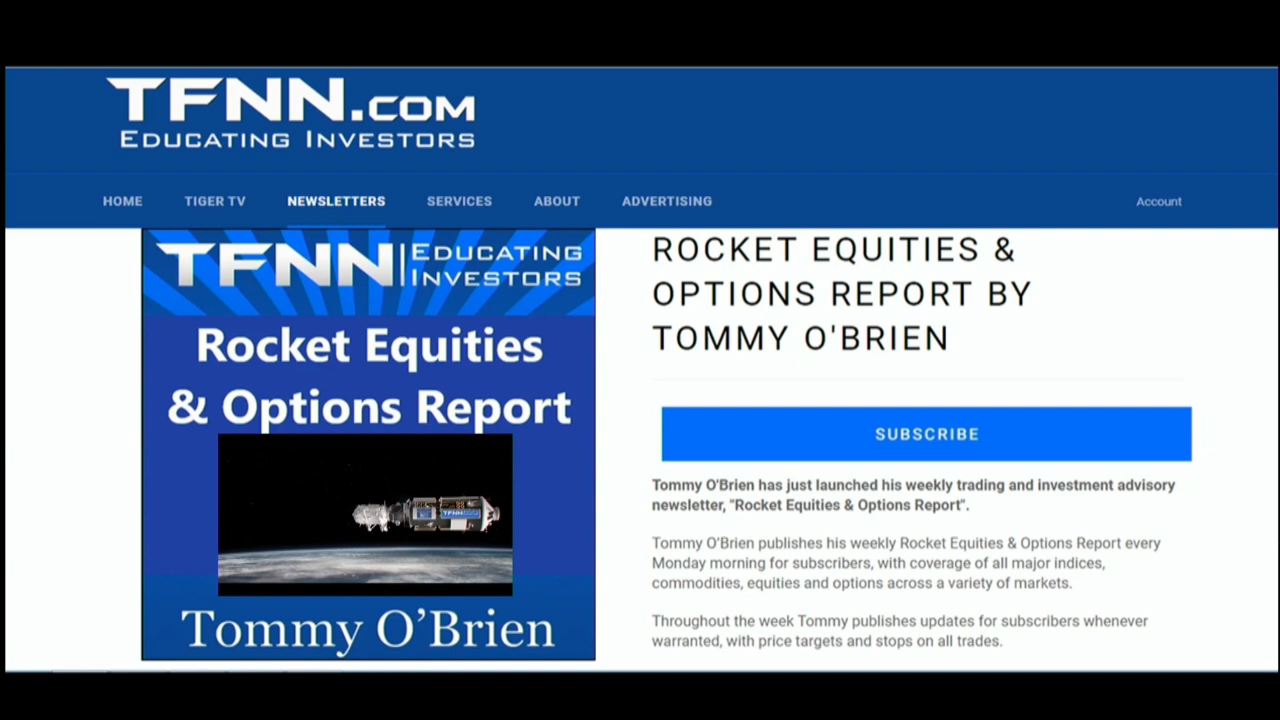 TFNN.COM
EDUCATING INVESTORS
HOME TIGER TV NEWSLETTERS SERVICES ABOUT ADVERTISING Account
TFNN EDUCATING
INVESTORS
Rocket Equities
& Options Report
TFNN
Tommy O’Brien
ROCKET EQUITIES &
OPTIONS REPORT BY
TOMMY O'BRIEN
SUBSCRIBE
Tommy O'Brien has just launched his weekly trading and investment advisory
newsletter, "Rocket Equities & Options Report".
Tommy O'Brien publishes his weekly Rocket Equities & Options Report every
Monday morning for subscribers, with coverage of all major indices,
commodities, equities and options across a variety of markets.
Throughout the week Tommy publishes updates for subscribers whenever
warranted, with price targets and stops on all trades.